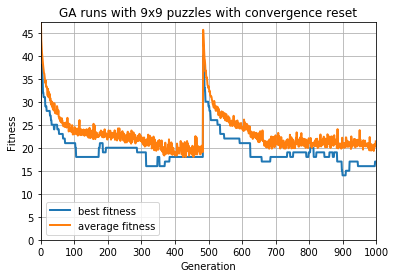 GA runs with 9x9 puzzles with convergence reset
Fitness
45
40
35
30
25
20
15
10
5
0
best fitness
average fitness
0 100 200 300 400 500 600 700 800 900 1000
Generation